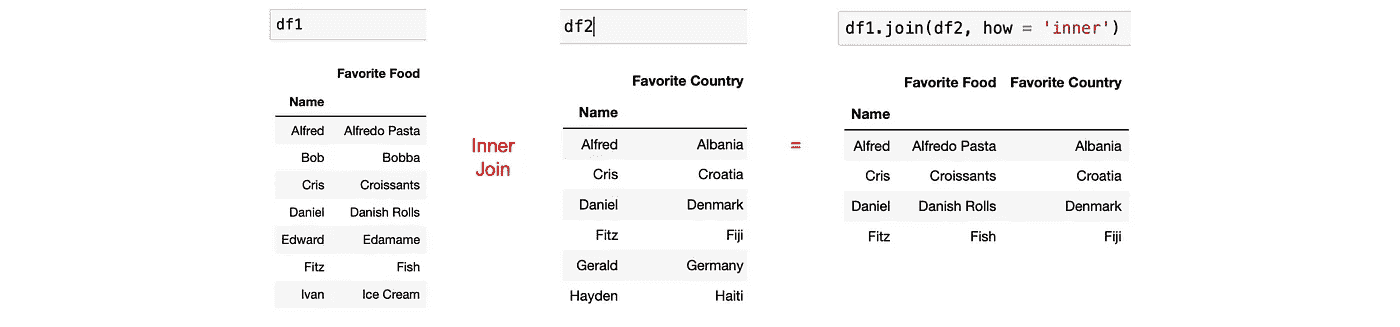 df1
Favorite Food
Name
Alfred Alfredo Pasta
Bob Bobba
Cris Croissants
Daniel Danish Rolls
Edward Edamame
Fitz Fish
Ivan Ice Cream
Inner
Join
df2
Favorite Country
Name
Alfred Albania
Cris Croatia
Daniel Denmark
Fitz Fiji
Gerald Germany
Hayden Haiti
=
df1.join(df2, how = 'inner')
Favorite Food Favorite Country
Name
Alfred Alfredo Pasta Albania
Cris Croissants Croatia
Daniel Danish Rolls Denmark
Fitz Fish Fiji